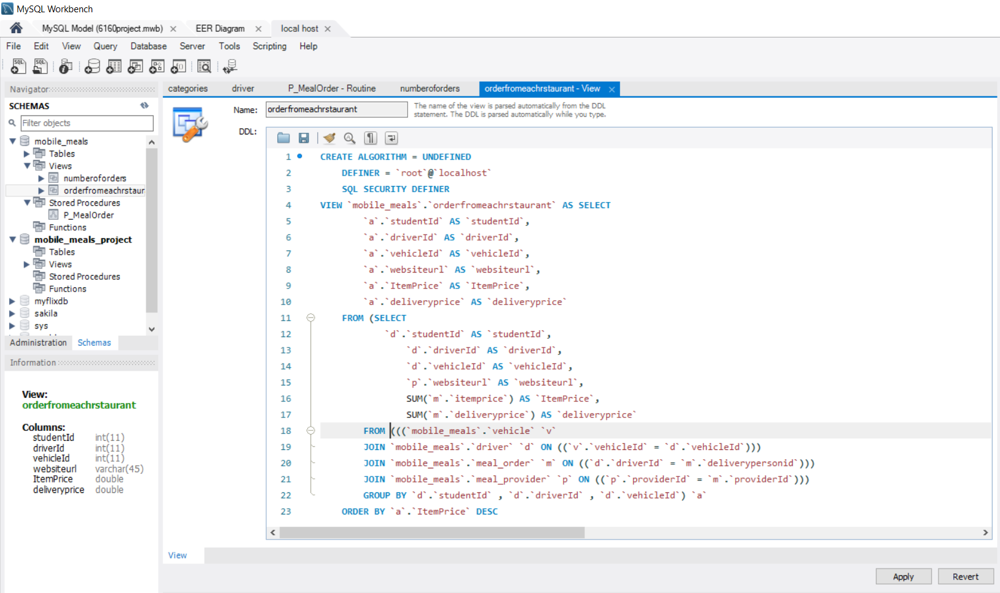 MySQL Workbench
MySQL Model (6160project.mwb)
EER Diagram
local host
File Edit View Query Database Server Tools Scripting Help
Navigator
SCHEMAS
Filter objects
mobile_meals
Tables
Views
numberoforders
orderfromeachrstaur
Stored Procedures
P_MealOrder
Functions
mobile_meals_project
Tables
Views
Stored Procedures
Functions
myflixdb
sakila
sys
Administration Schemas
Information
View:
orderfromeachrstaurant
Columns:
studentId int(11)
driverId int(11)
vehicleId int(11)
websiteurl varchar(45)
ItemPrice double
deliveryprice double
categories driver P_MealOrder - Routine numberoforders orderfromeachrstaurant - View
Name: orderfromeachrstaurant
The name of the view is parsed automatically from the DDL
statement. The DDL is parsed automatically while you type.
DDL:
1 CREATE ALGORITHM = UNDEFINED
2 DEFINER = `root`@`localhost`
3 SQL SECURITY DEFINER
4 VIEW `mobile_meals`.`orderfromeachrstaurant` AS SELECT
5 `a`.`studentId` AS `studentId`,
6 `a`.`driverId` AS `driverId`,
7 `a`.`vehicleId` AS `vehicleId`,
8 `a`.`websiteurl` AS `websiteurl`,
9 `a`.`ItemPrice` AS `ItemPrice`,
10 `a`.`deliveryprice` AS `deliveryprice`
11 FROM (SELECT
12 `d`.`studentId` AS `studentId`,
13 `d`.`driverId` AS `driverId`,
14 `d`.`vehicleId` AS `vehicleId`,
15 `p`.`websiteurl` AS `websiteurl`,
16 SUM(`m`.`itemprice`) AS `ItemPrice`,
17 SUM(`m`.`deliveryprice`) AS `deliveryprice`
18 FROM (((`mobile_meals`.`vehicle` `v`
19 JOIN `mobile_meals`.`driver` `d` ON ((`v`.`vehicleId` = `d`.`vehicleId`)))
20 JOIN `mobile_meals`.`meal_order` `m` ON ((`d`.`driverId` = `m`.`deliverypersonid`)))
21 JOIN `mobile_meals`.`meal_provider` `p` ON ((`p`.`providerId` = `m`.`providerId`)))
22 GROUP BY `d`.`studentId` , `d`.`driverId` , `d`.`vehicleId`) `a`
23 ORDER BY `a`.`ItemPrice` DESC
View
Apply Revert